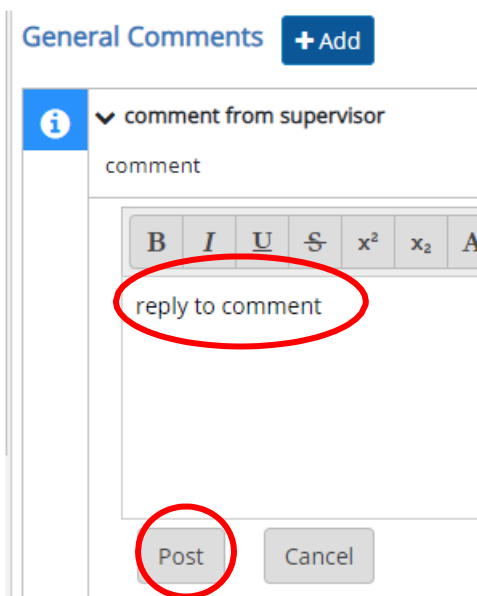 General Comments + Add
comment from supervisor
comment
B I U S x² x₂ A
reply to comment
Post Cancel